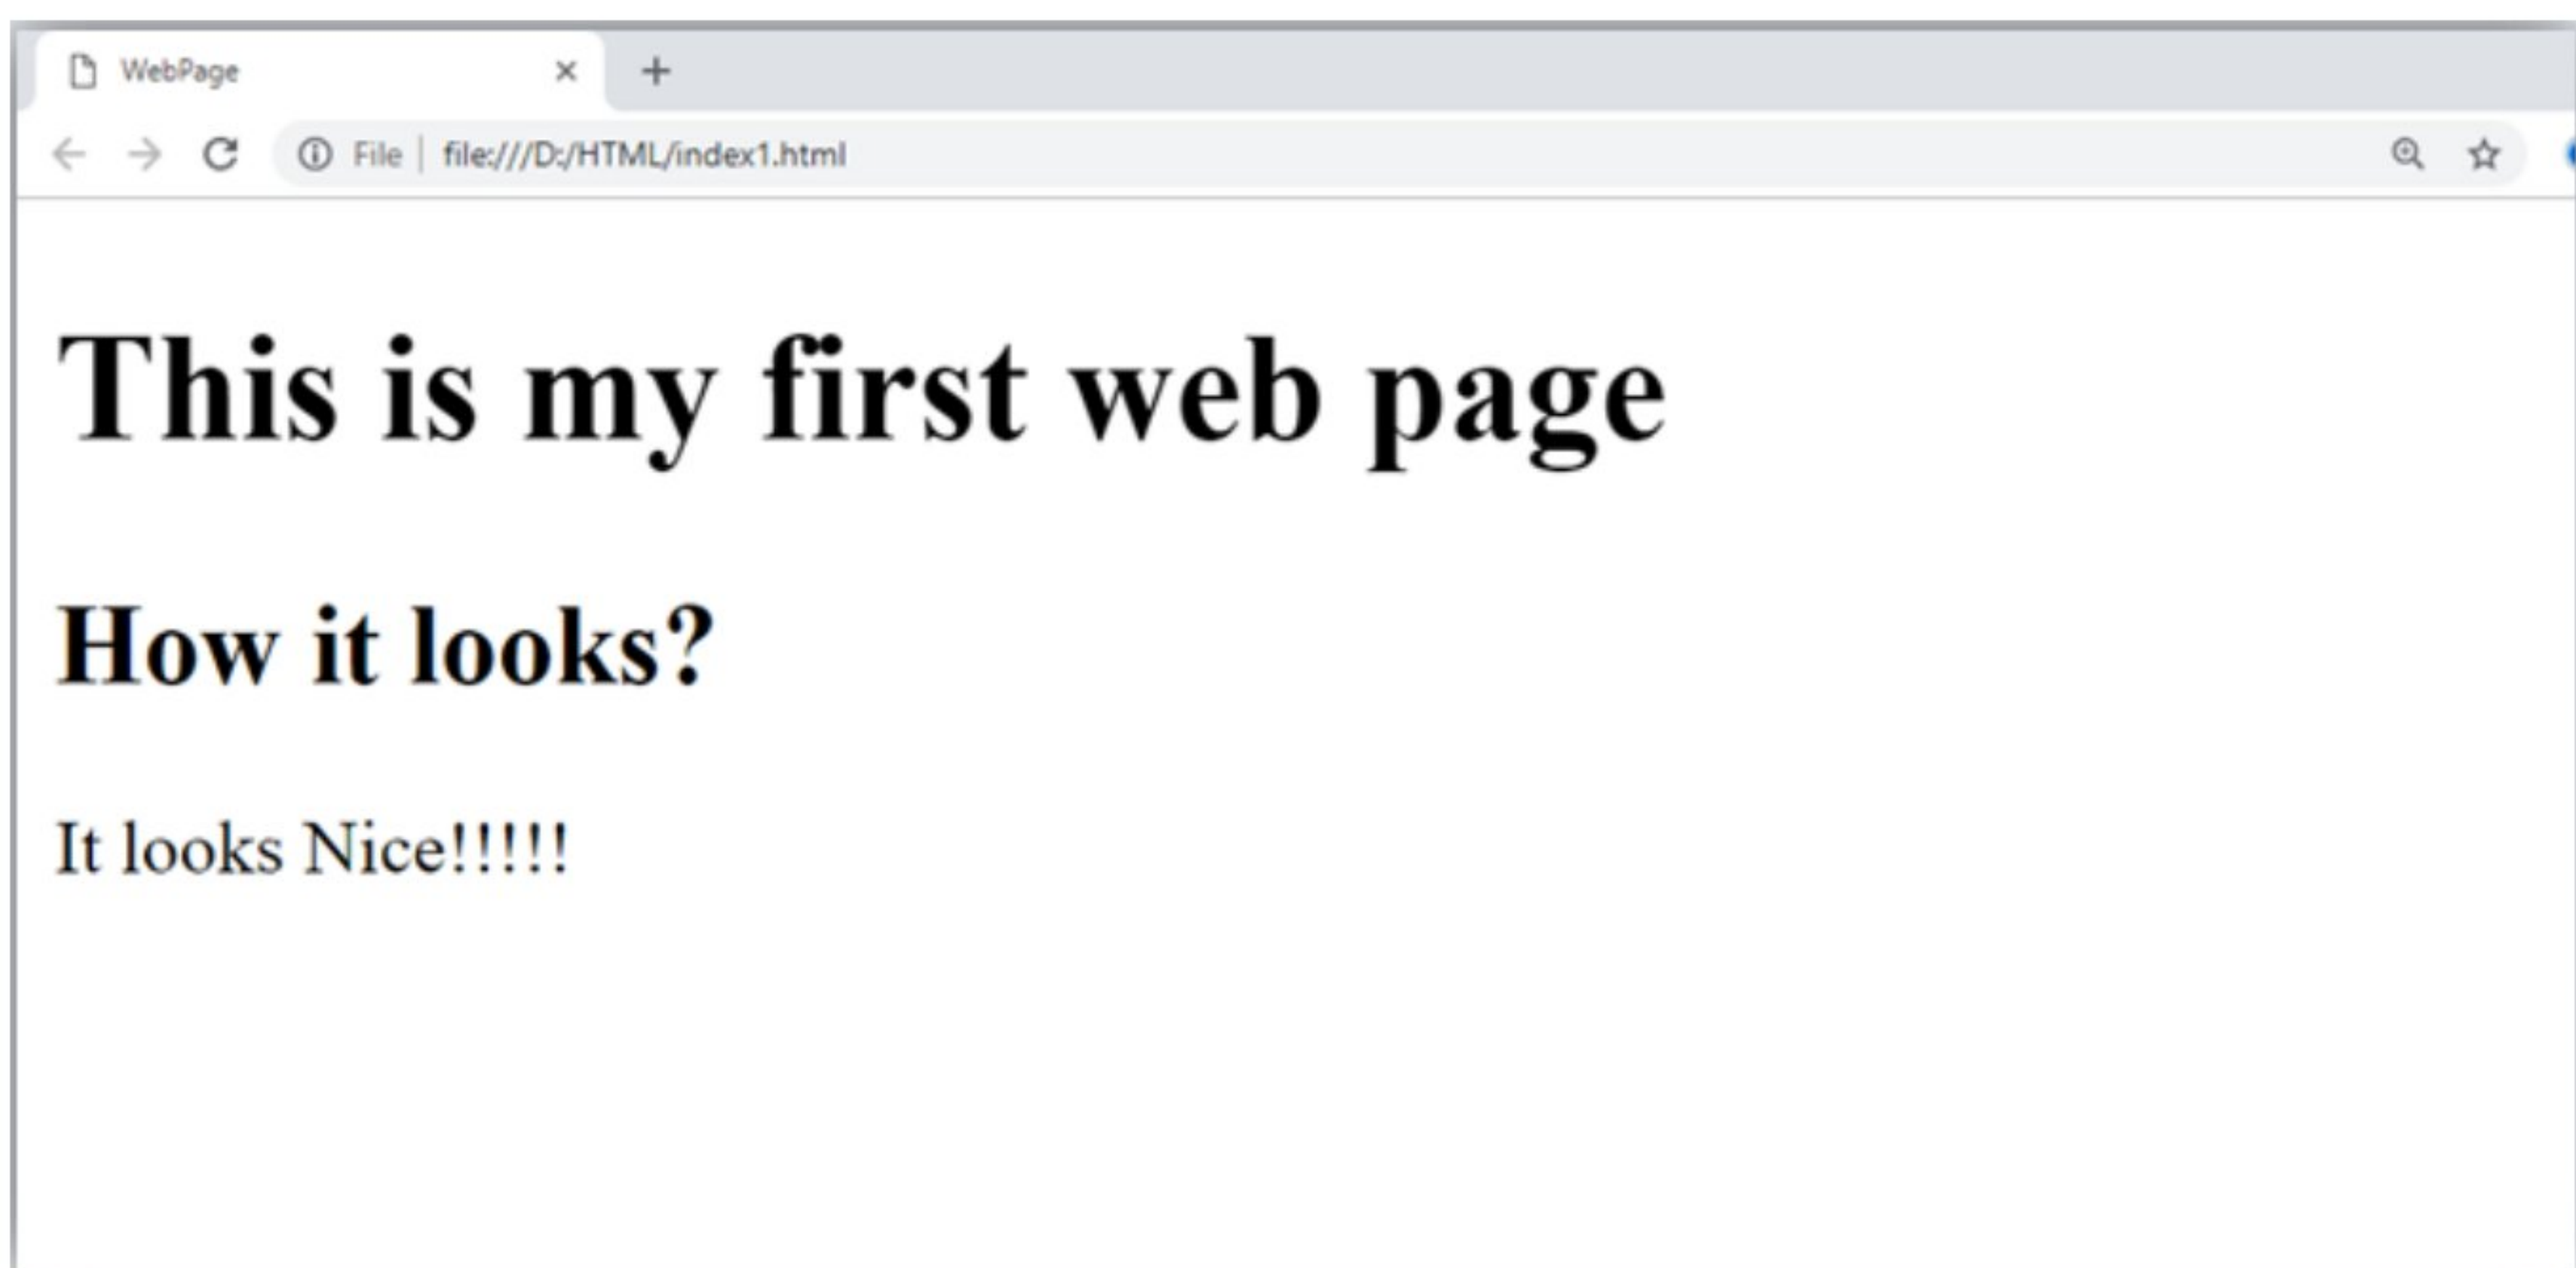 WebPage
File | file:///D:/HTML/index1.html
This is my first web page
How it looks?
It looks Nice!!!!!